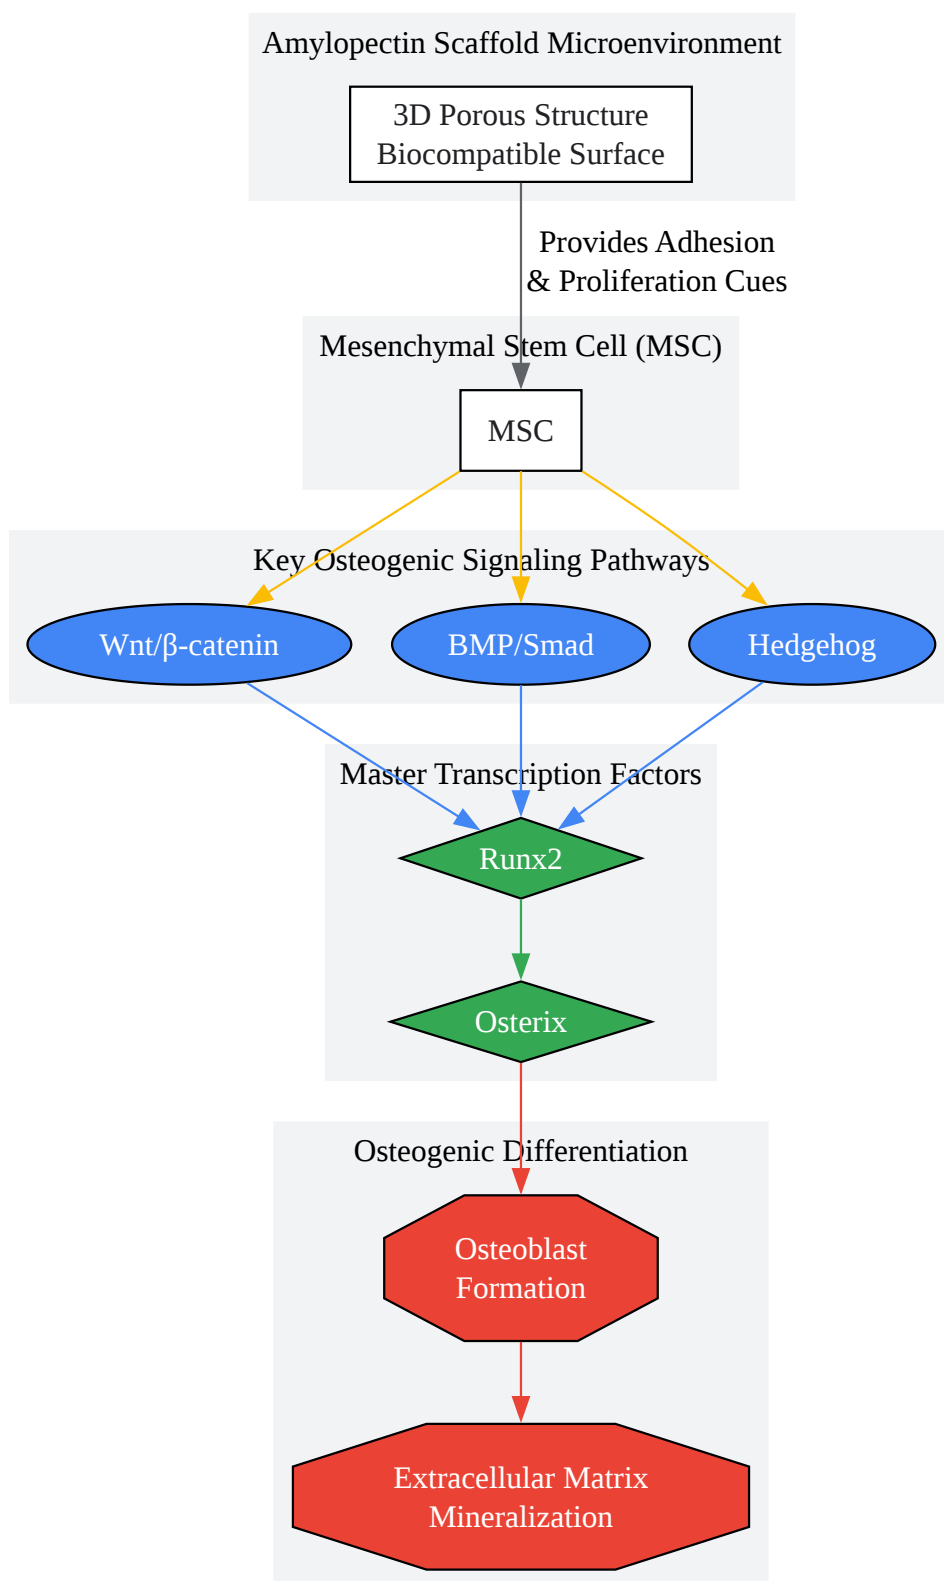 Amylopectin Scaffold Microenvironment
3D Porous Structure
Biocompatible Surface
Provides Adhesion
& Proliferation Cues
Mesenchymal Stem Cell (MSC)
MSC
Key Osteogenic Signaling Pathways
Wnt/β-catenin
BMP/Smad
Hedgehog
Master Transcription Factors
Runx2
Osterix
Osteogenic Differentiation
Osteoblast
Formation
Extracellular Matrix
Mineralization